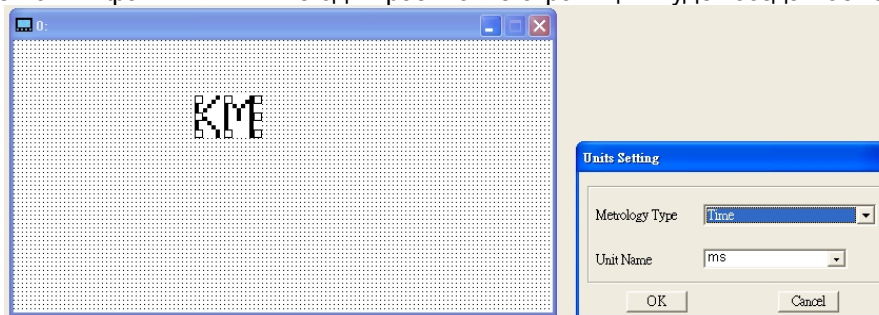 0:
KM
Units Setting
Metrology Type Time
Unit Name ms
OK Cancel